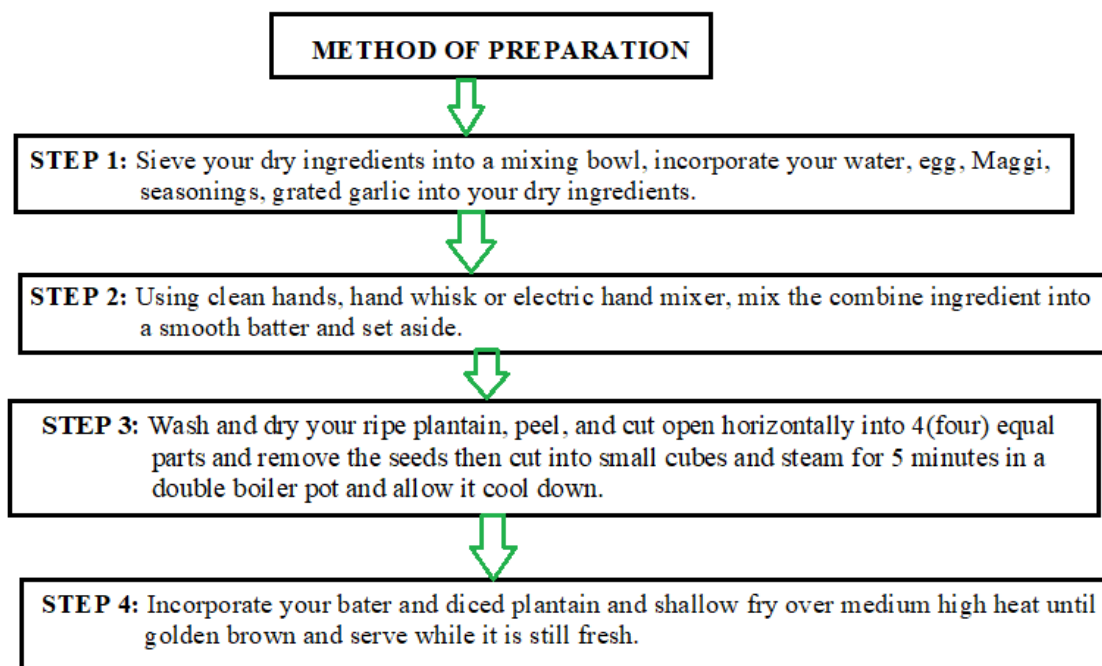 METHOD OF PREPARATION
STEP 1: Sieve your dry ingredients into a mixing bowl, incorporate your water, egg, Maggi,
seasonings, grated garlic into your dry ingredients.
STEP 2: Using clean hands, hand whisk or electric hand mixer, mix the combine ingredient into
a smooth batter and set aside.
STEP 3: Wash and dry your ripe plantain, peel, and cut open horizontally into 4(four) equal
parts and remove the seeds then cut into small cubes and steam for 5 minutes in a
double boiler pot and allow it cool down.
STEP 4: Incorporate your bater and diced plantain and shallow fry over medium high heat until
golden brown and serve while it is still fresh.